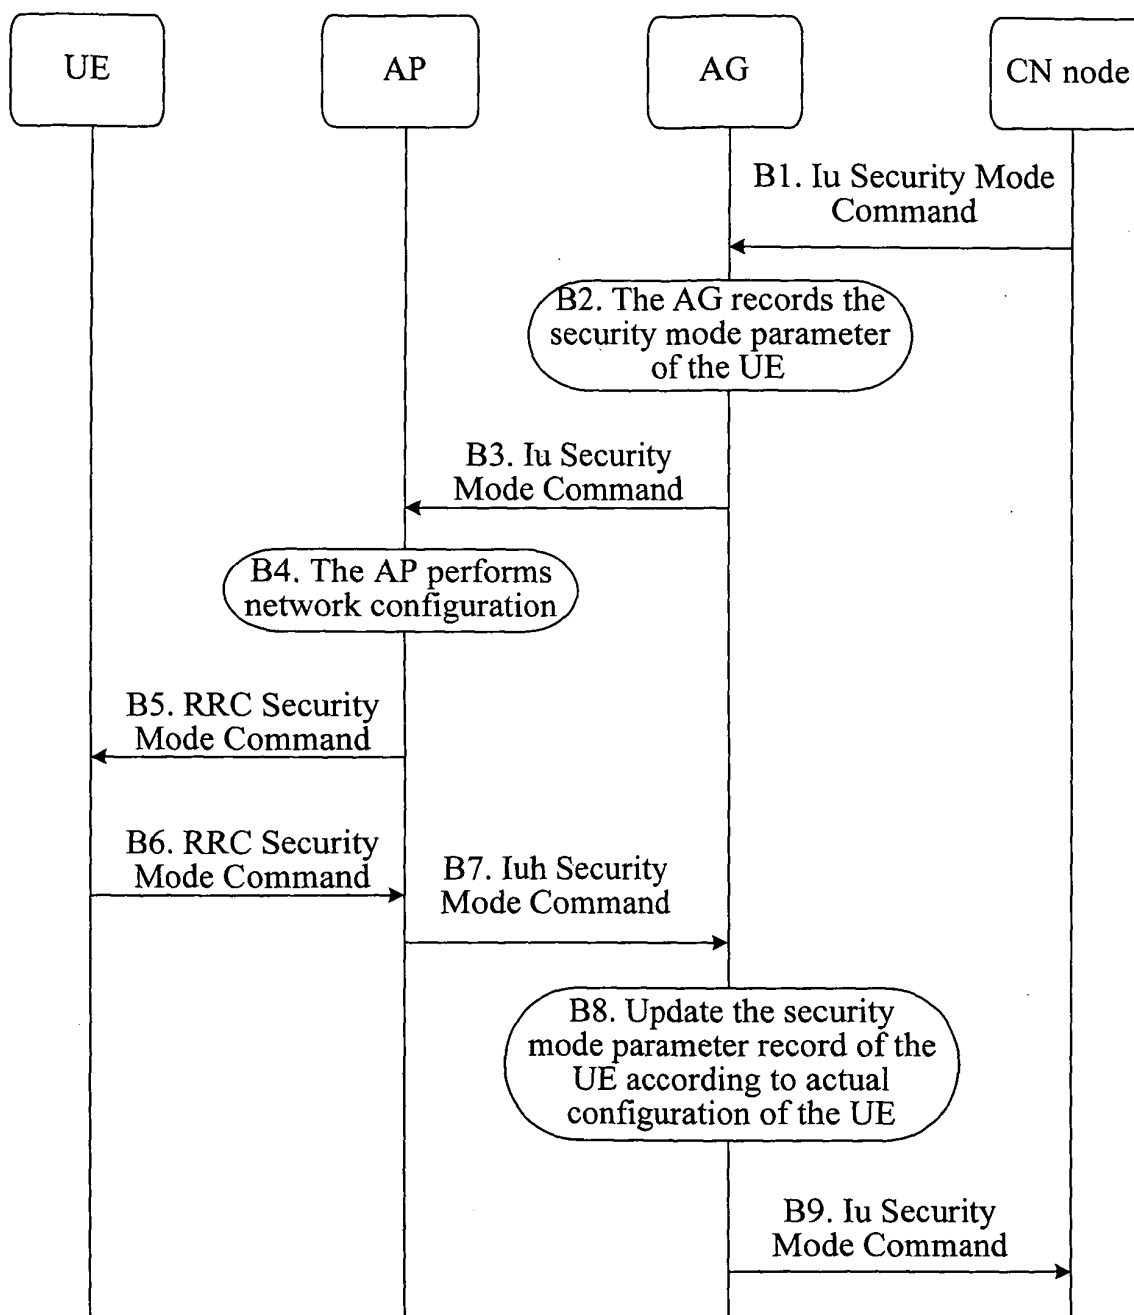 UE
AP
AG
CN node
B1. Iu Security Mode
Command
B2. The AG records the
security mode parameter
of the UE
B3. Iu Security
Mode Command
B4. The AP performs
network configuration
B5. RRC Security
Mode Command
B6. RRC Security
Mode Command
B7. Iuh Security
Mode Command
B8. Update the security
mode parameter record of the
UE according to actual
configuration of the UE
B9. Iu Security
Mode Command